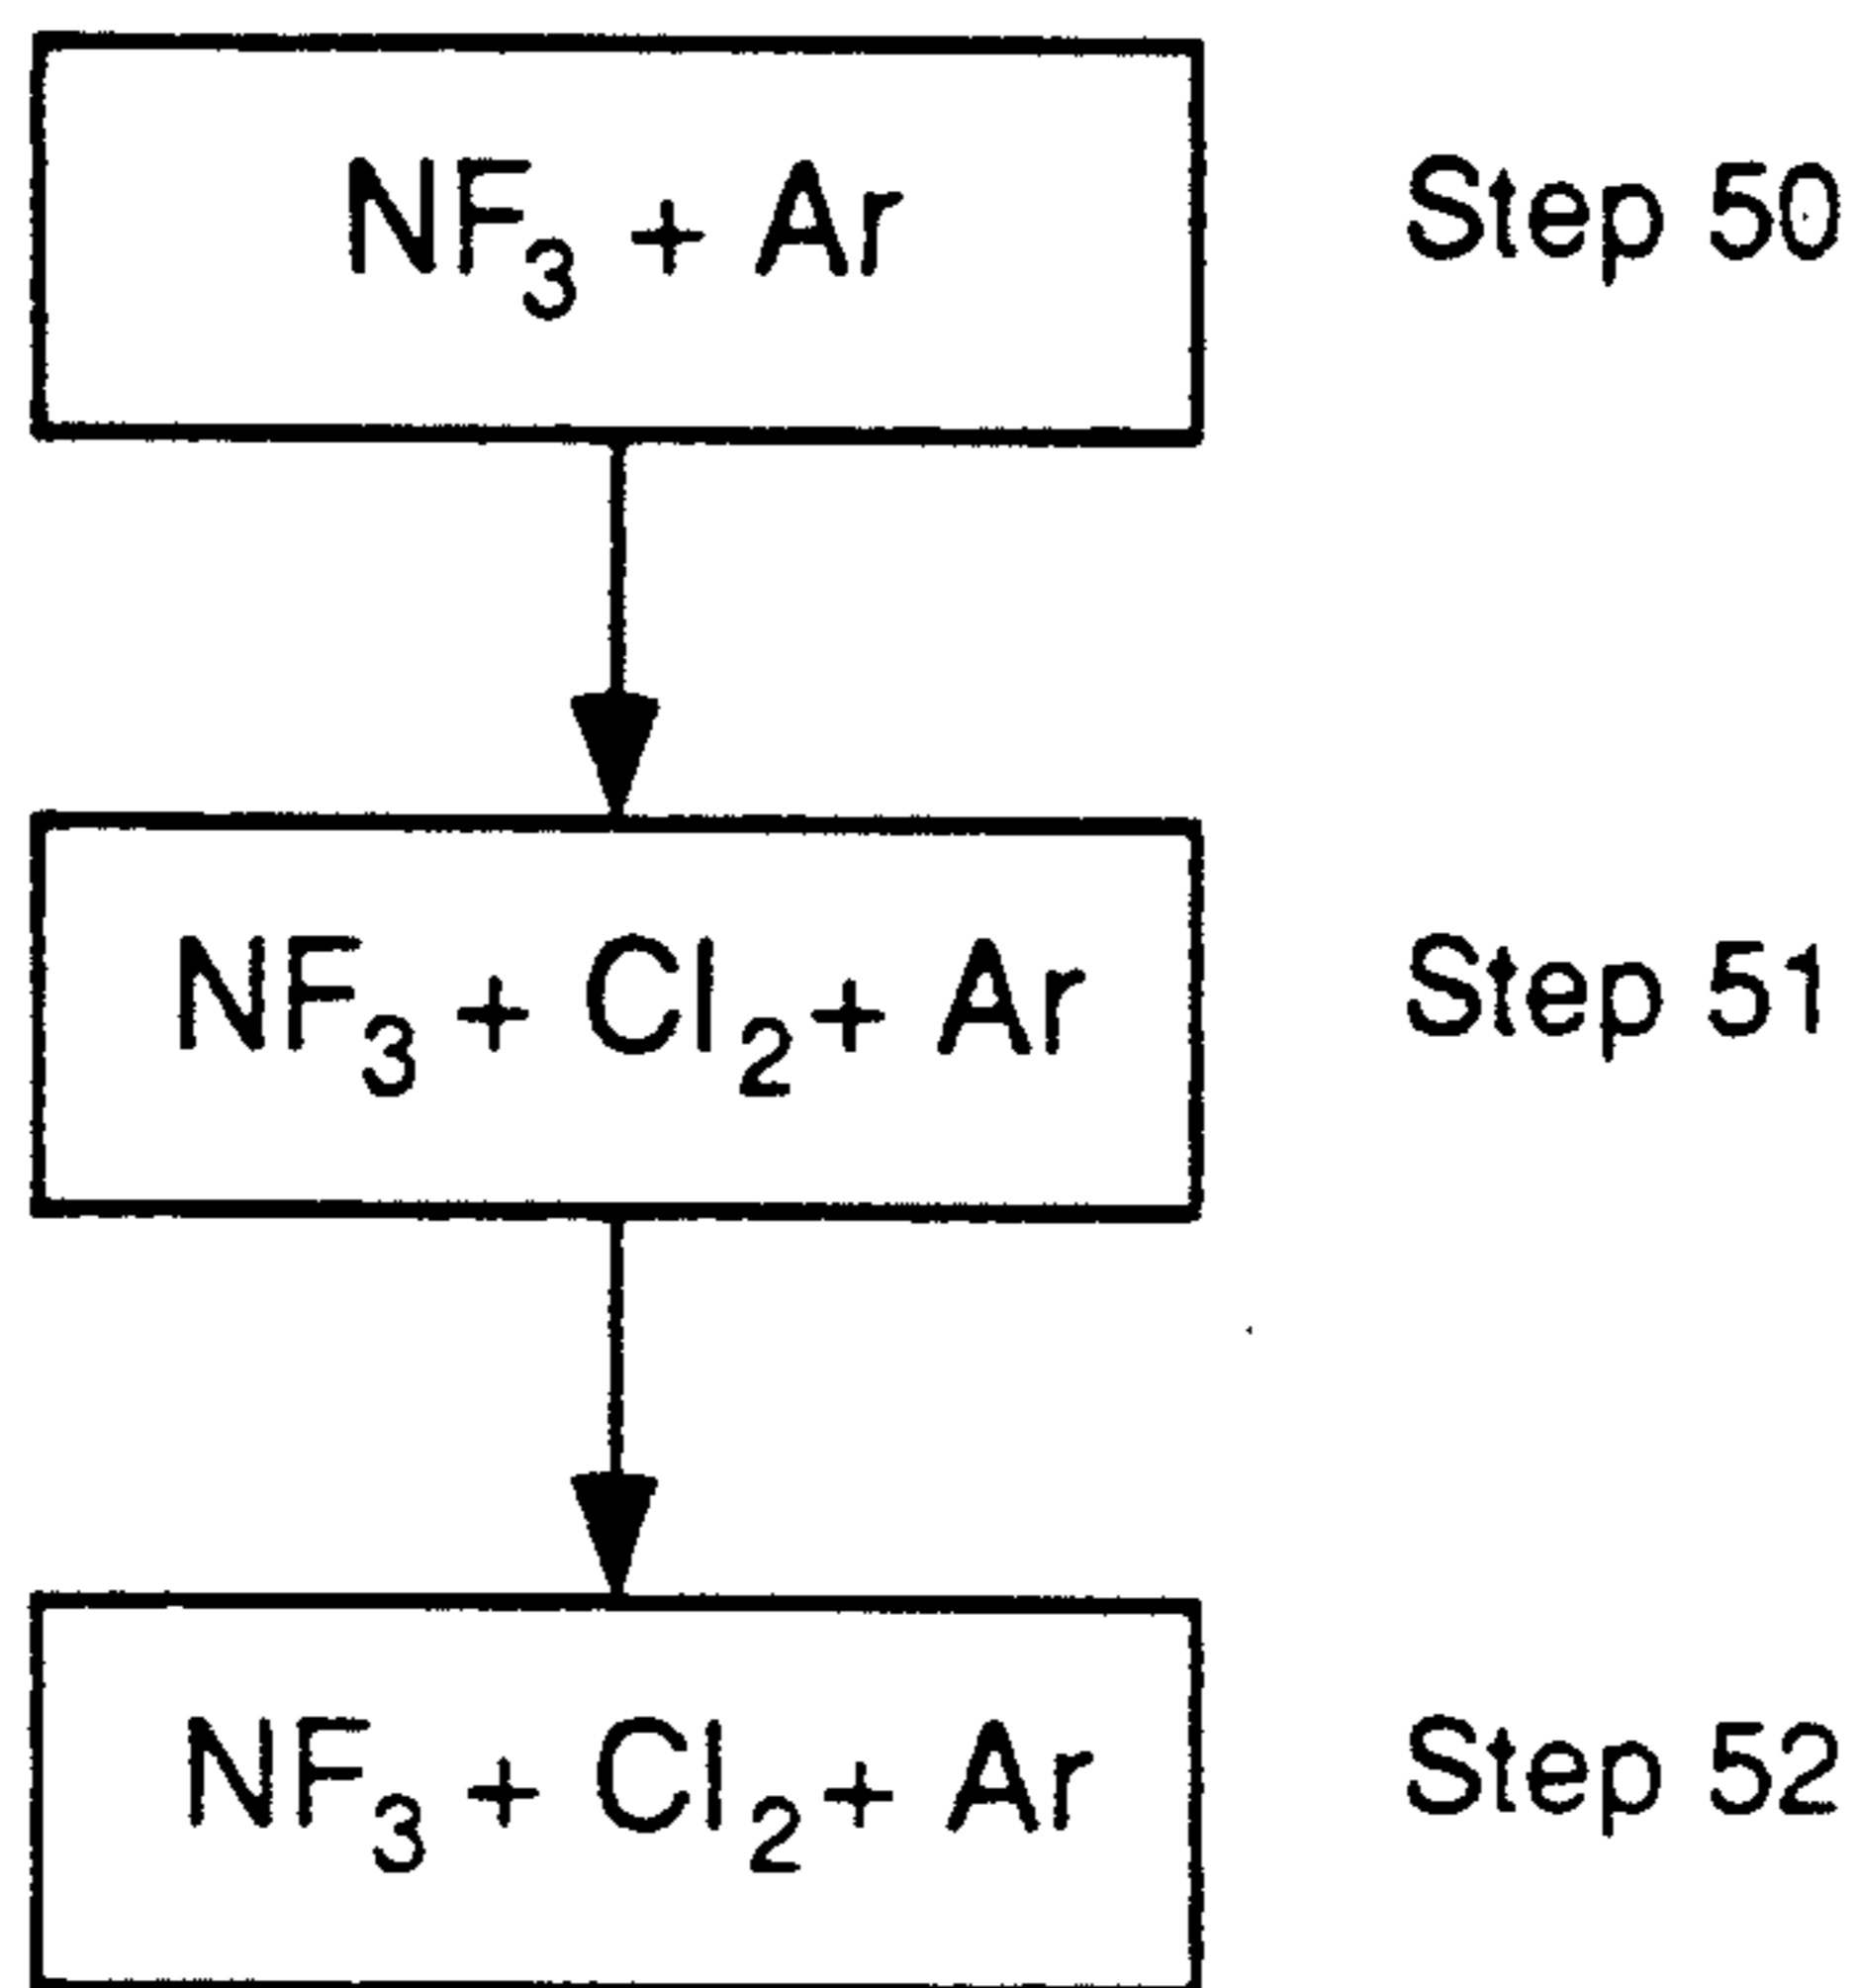 NF₃ + Ar Step 50
NF₃ + Cl₂ + Ar Step 51
NF₃ + Cl₂ + Ar Step 52